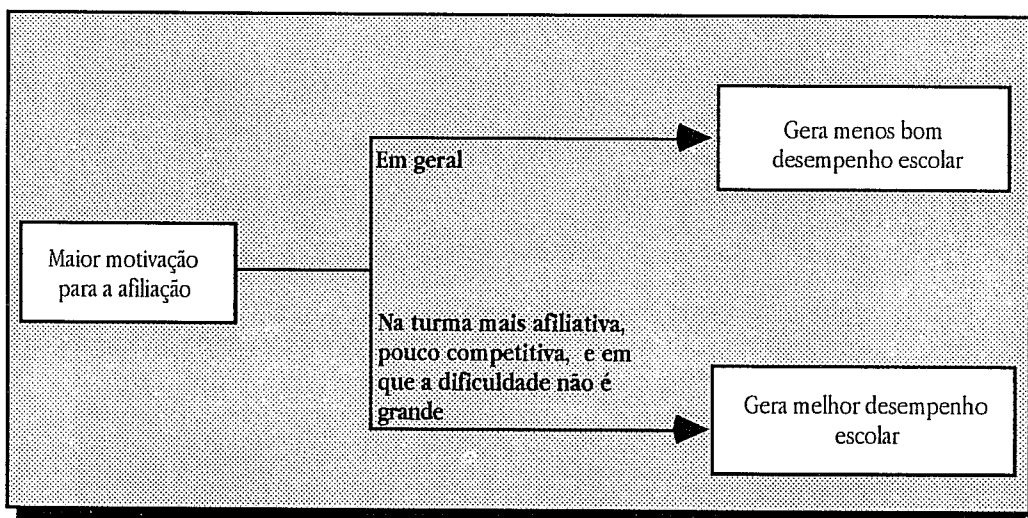 Maior motivação
para a afiliação
Em geral
Gera menos bom
desempenho escolar
Na turma mais afiliativa,
pouco competitiva, e em
que a dificuldade não é
grande
Gera melhor desempenho
escolar